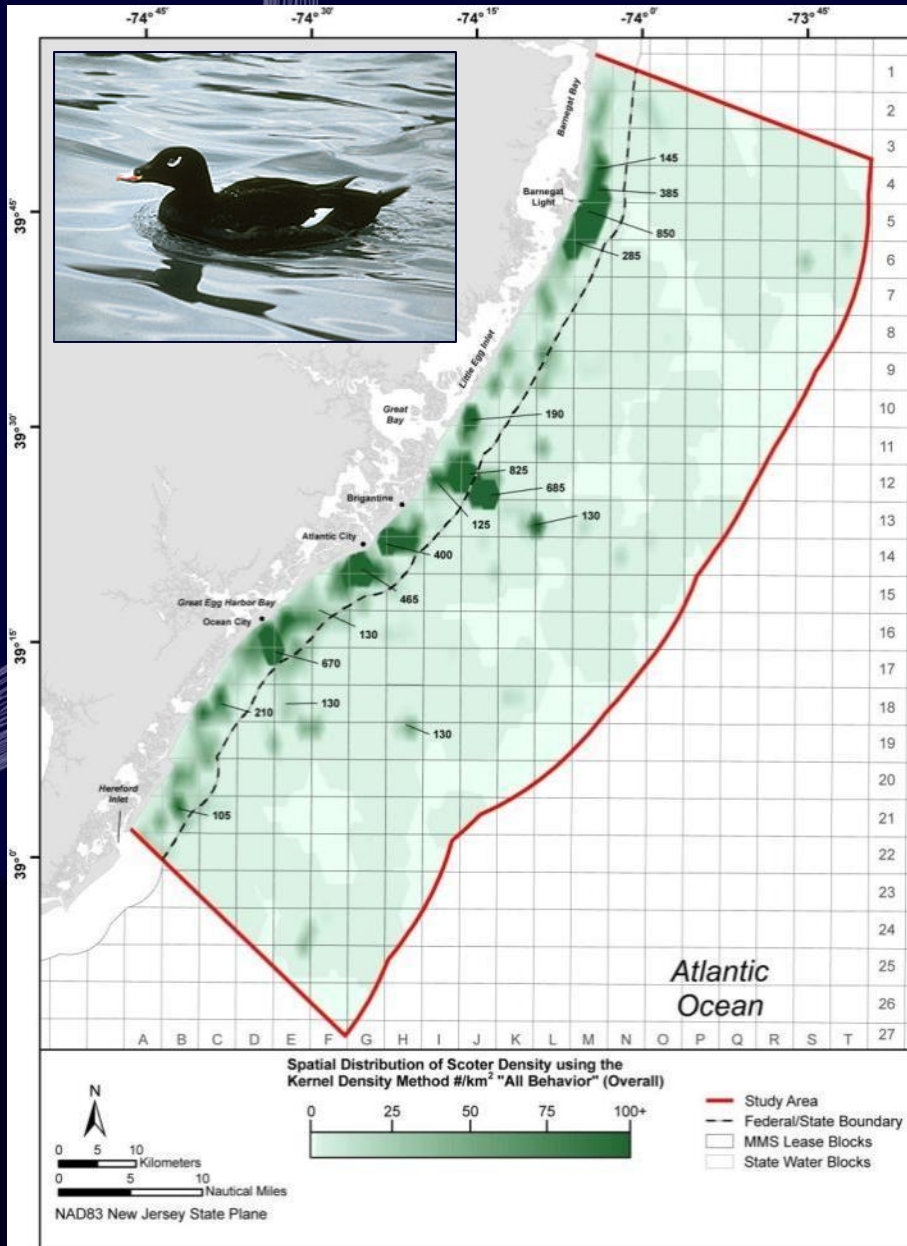 -74°45'
-74°30'
-74°15'
-74°0'
-73°45'
39°45'
39°30'
39°15'
39°0'
Barnegat Bay
Barnegat
Light
Little Egg Inlet
Great
Bay
Brigantine
Atlantic City
Great Egg Harbor Bay
Ocean City
Hereford
Inlet
145
385
850
285
190
825
685
125
130
400
465
130
670
130
210
130
105
1
2
3
4
5
6
7
8
9
10
11
12
13
14
15
16
17
18
19
20
21
22
23
24
25
26
27
A B C D E F G H I J K L M N O P Q R S T
Atlantic
Ocean
Spatial Distribution of Scoter Density using the
Kernel Density Method #/km² "All Behavior" (Overall)
0 25 50 75 100+
N
0 5 10
Kilometers
0 5 10
Nautical Miles
NAD83 New Jersey State Plane
Study Area
Federal/State Boundary
MMS Lease Blocks
State Water Blocks